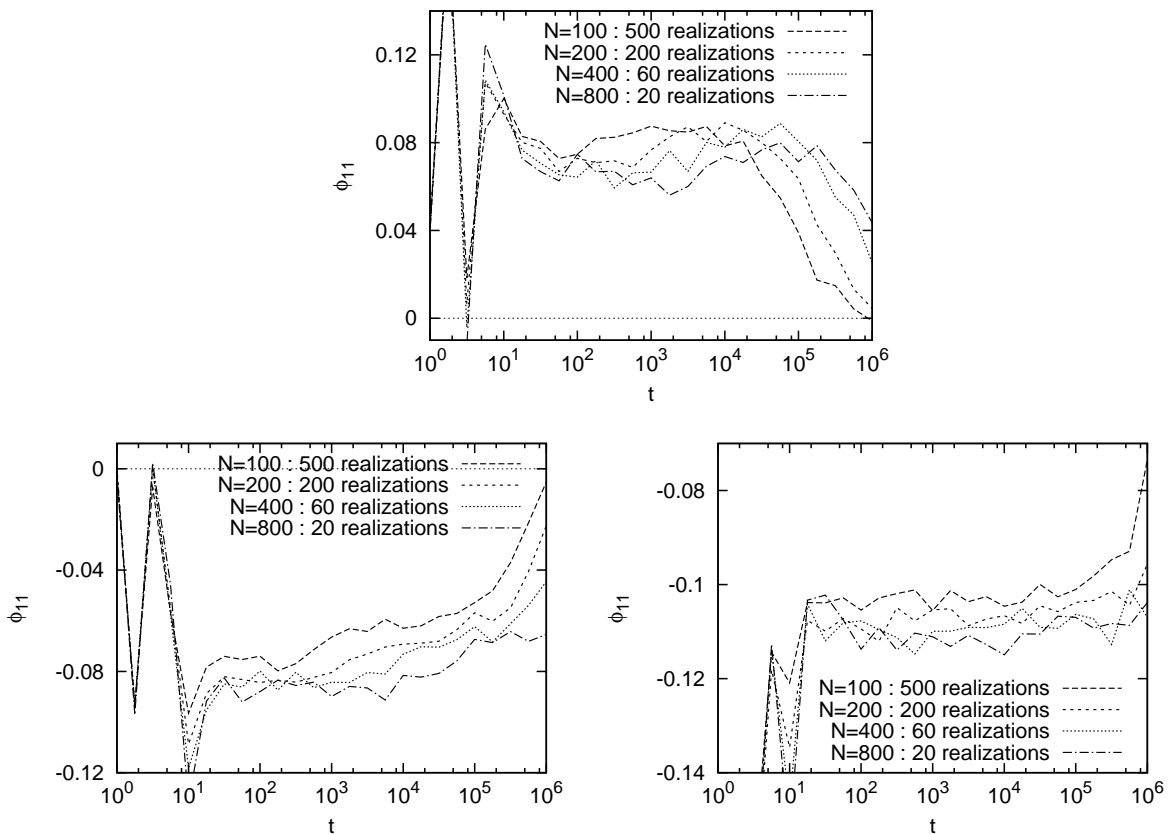 N=100 : 500 realizations
N=200 : 200 realizations
N=400 : 60 realizations
N=800 : 20 realizations
0.12
0.08
0.04
0
ϕ11
10^0 10^1 10^2 10^3 10^4 10^5 10^6
t
N=100 : 500 realizations
N=200 : 200 realizations
N=400 : 60 realizations
N=800 : 20 realizations
0
-0.04
-0.08
-0.12
ϕ11
10^0 10^1 10^2 10^3 10^4 10^5 10^6
t
-0.08
-0.1
-0.12
-0.14
ϕ11
N=100 : 500 realizations
N=200 : 200 realizations
N=400 : 60 realizations
N=800 : 20 realizations
10^0 10^1 10^2 10^3 10^4 10^5 10^6
t